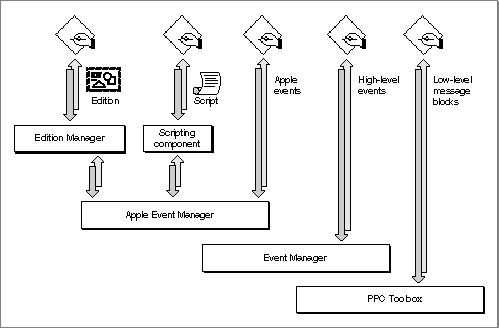 Edition
Script
Apple
events
High-level
events
Low-level
message
blocks
Edition Manager
Scripting
component
Apple Event Manager
Event Manager
PPC Toolbox